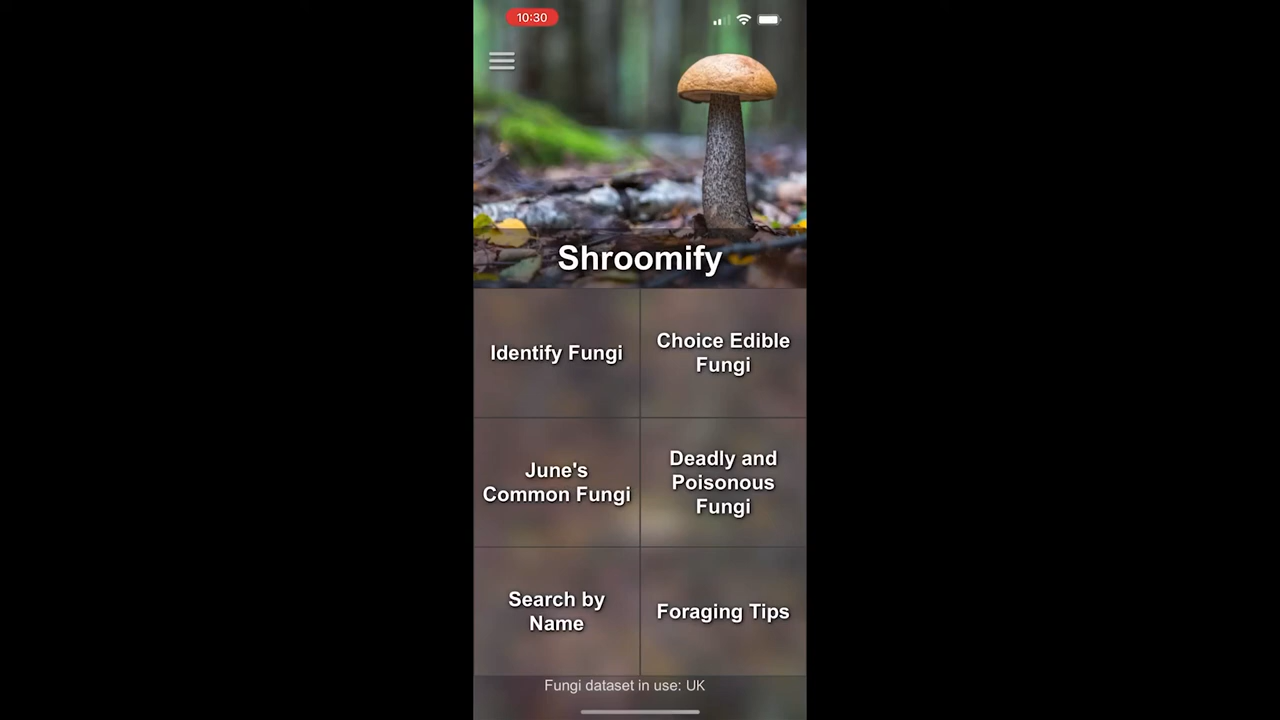 10:30
Shroomify
Identify Fungi
Choice Edible
Fungi
June's
Common Fungi
Deadly and
Poisonous
Fungi
Search by
Name
Foraging Tips
Fungi dataset in use: UK